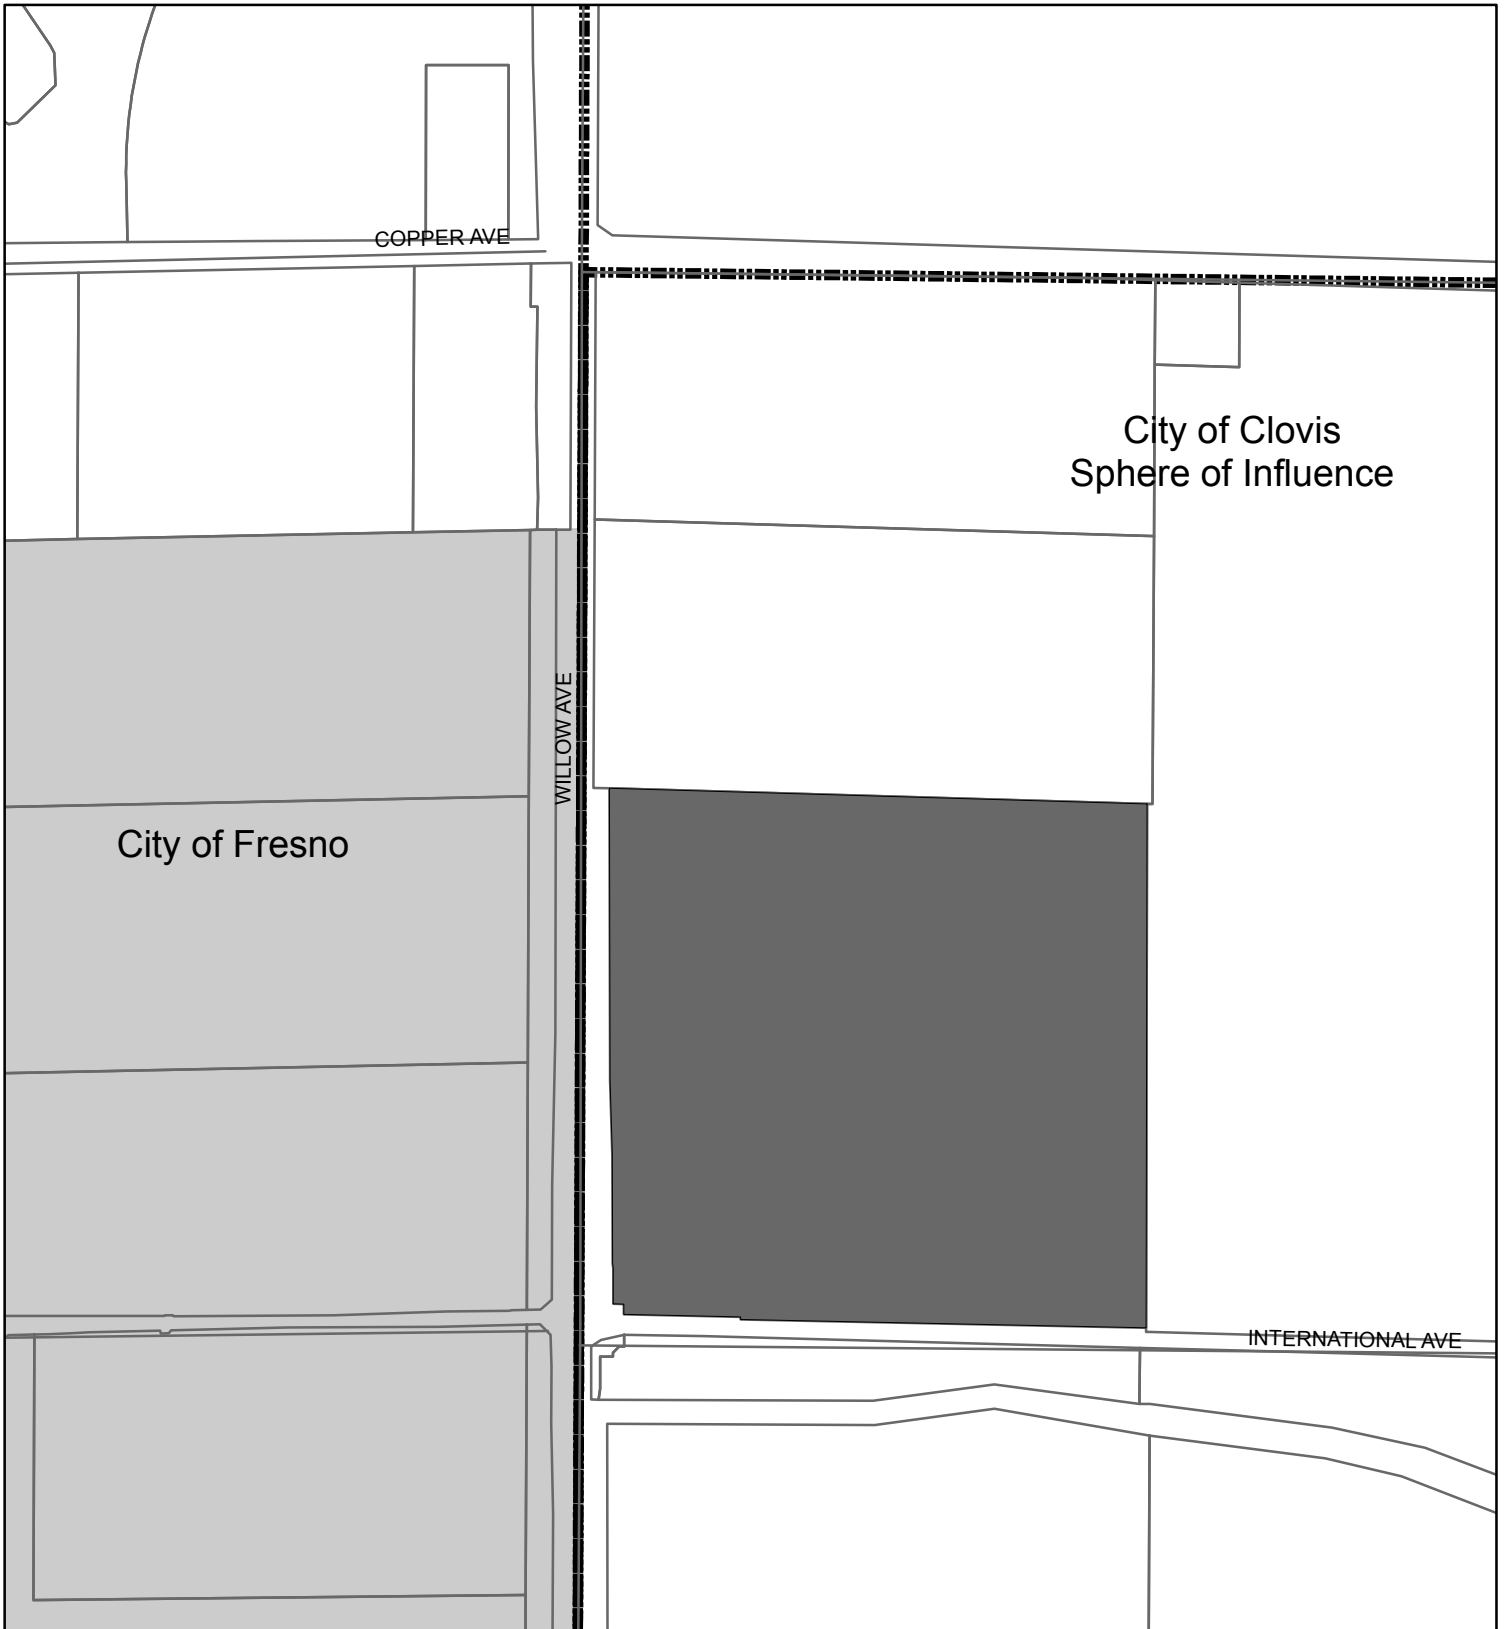 COPPER AVE
City of Clovis
Sphere of Influence
WILLOW AVE
City of Fresno
INTERNATIONAL AVE